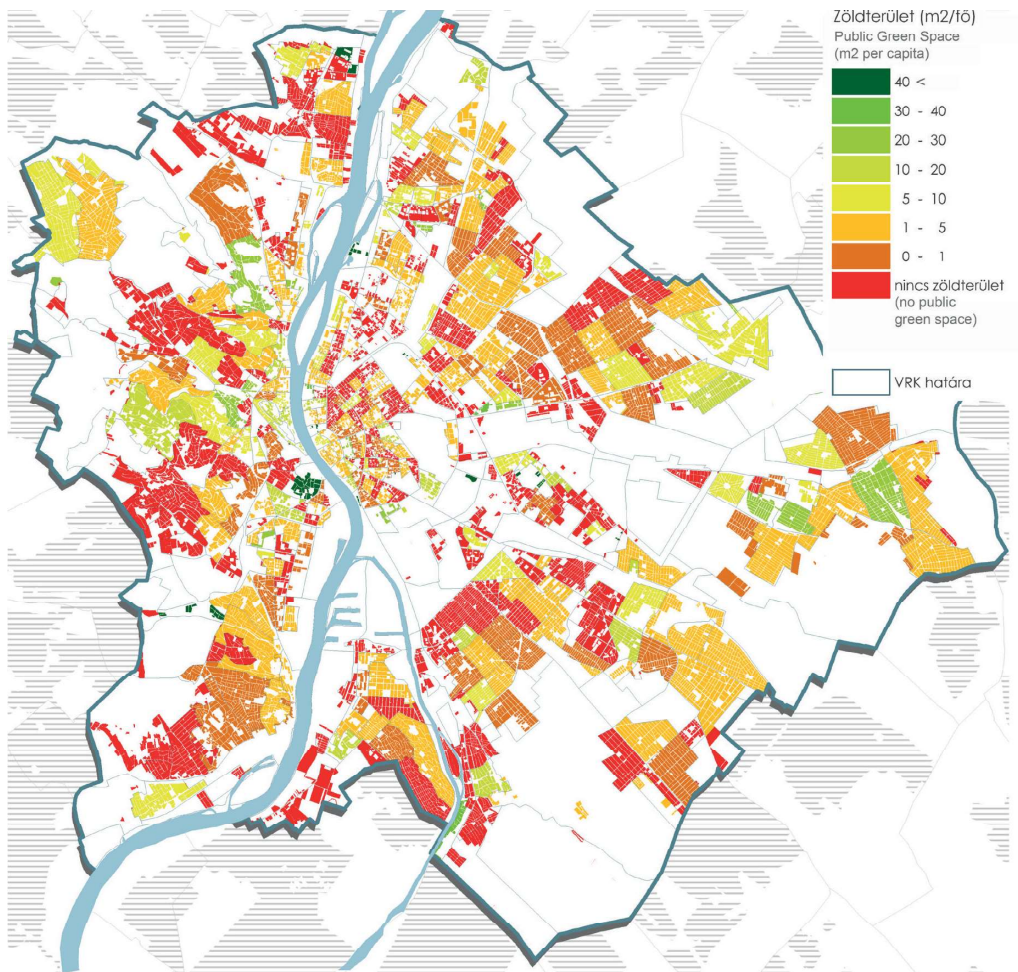 Zöldterület (m2/fő)
Public Green Space
(m2 per capita)
40 <
30 - 40
20 - 30
10 - 20
5 - 10
1 - 5
0 - 1
nincs zöldterület
(no public
green space)
VRK határa